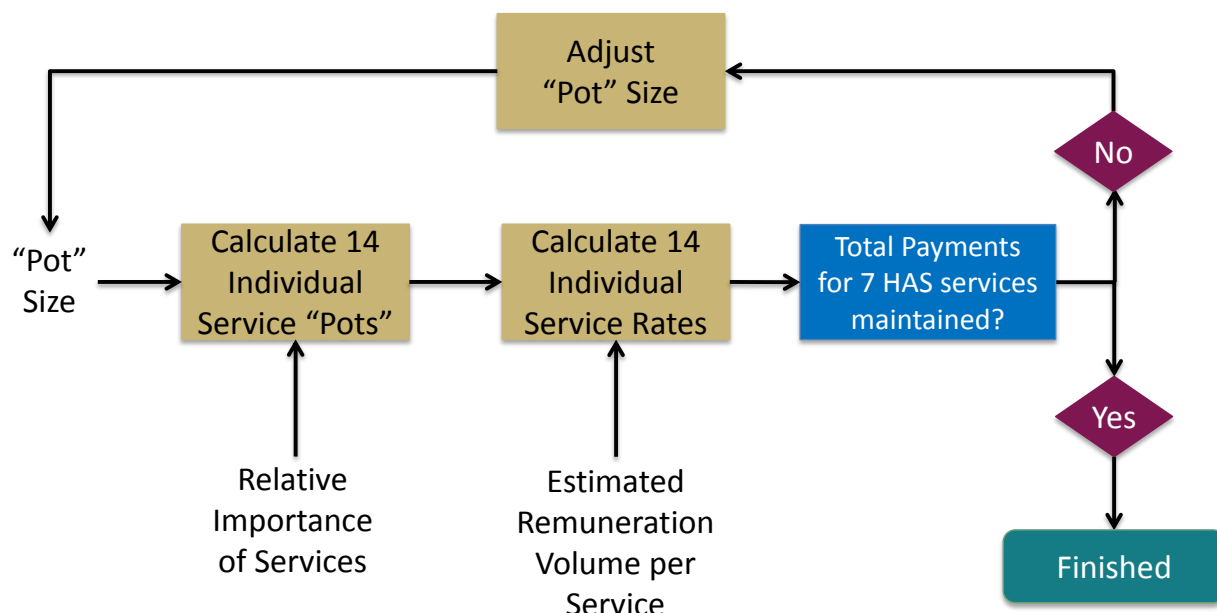 Adjust
“Pot” Size
No
“Pot”
Size
Calculate 14
Individual
Service “Pots”
Calculate 14
Individual
Service Rates
Total Payments
for 7 HAS services
maintained?
Yes
Relative
Importance
of Services
Estimated
Remuneration
Volume per
Service
Finished